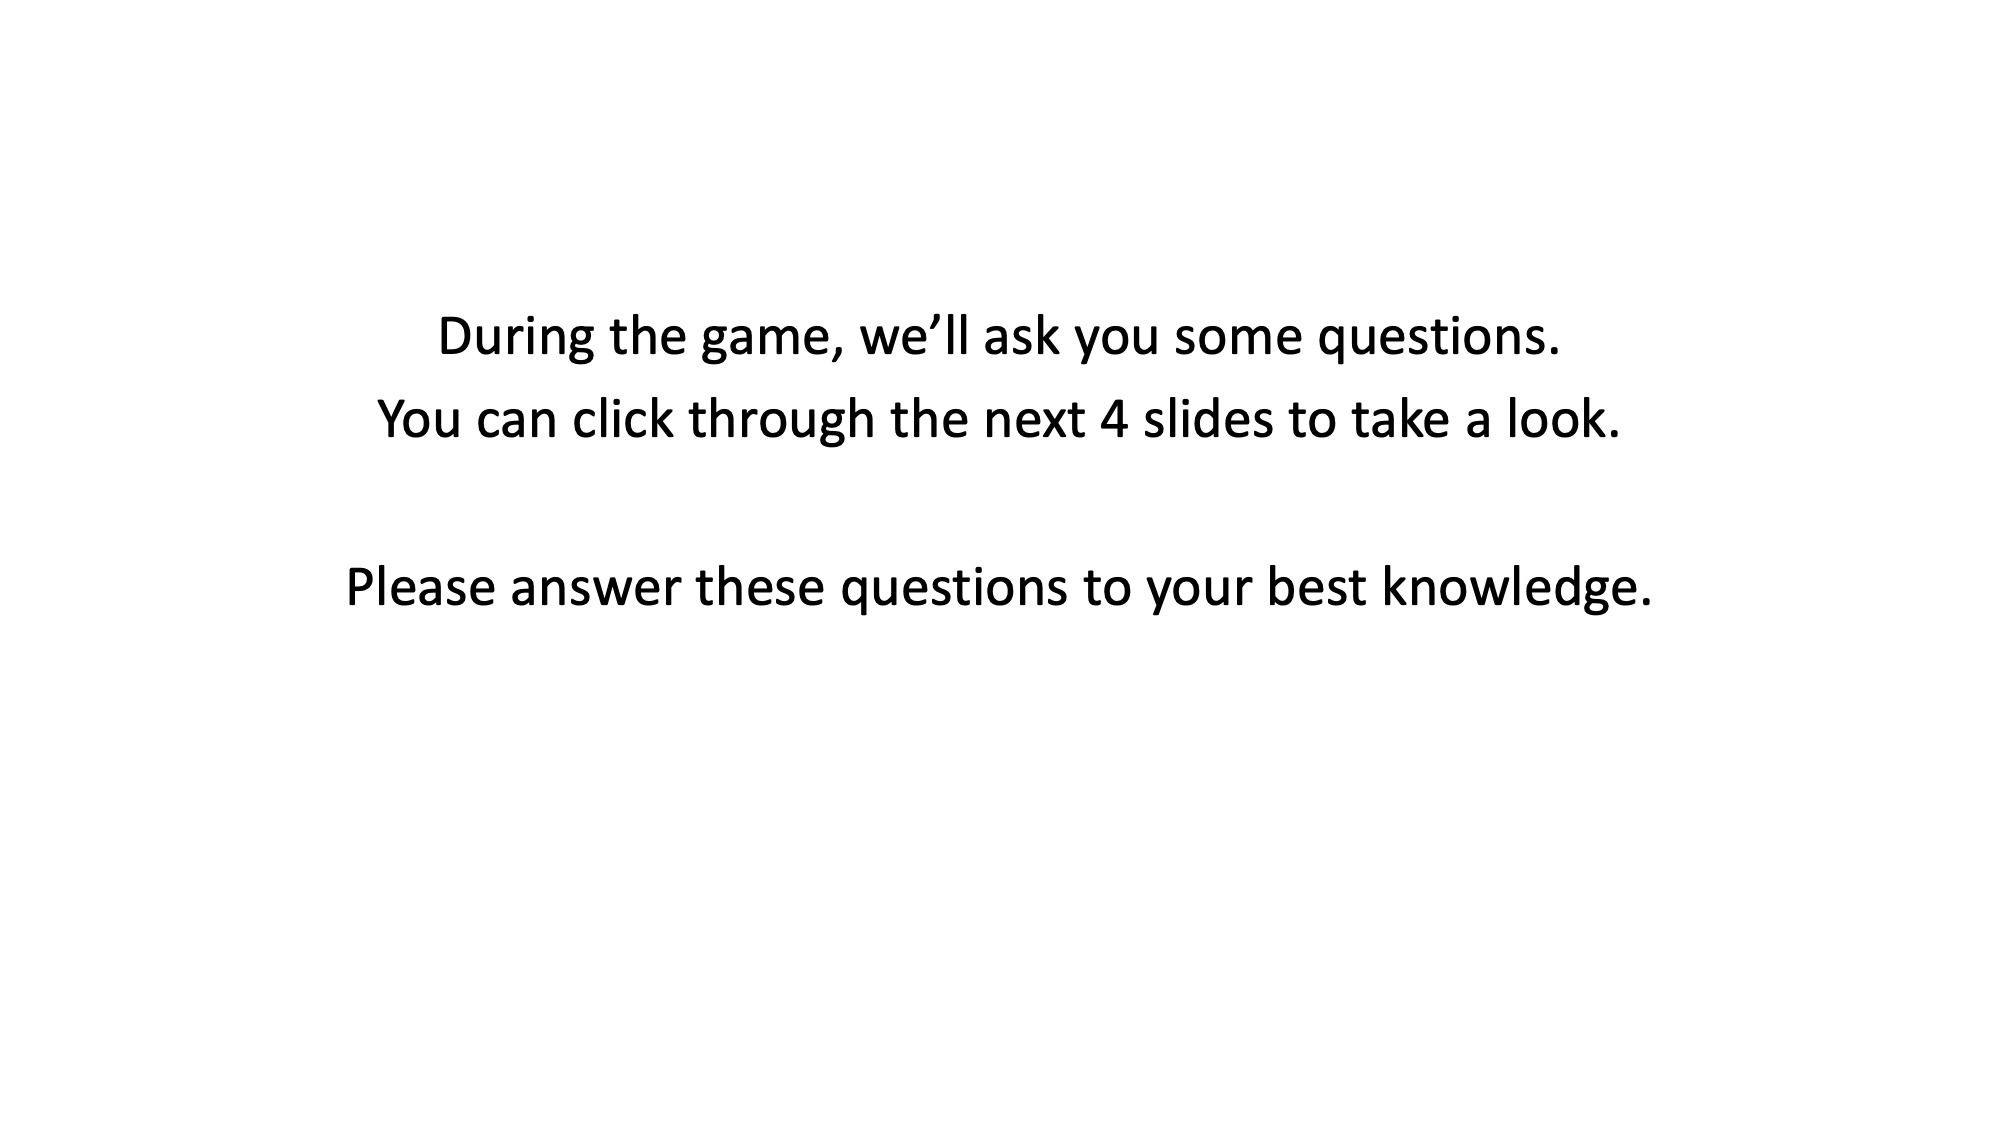 During the game, we’ll ask you some questions.
You can click through the next 4 slides to take a look.
Please answer these questions to your best knowledge.